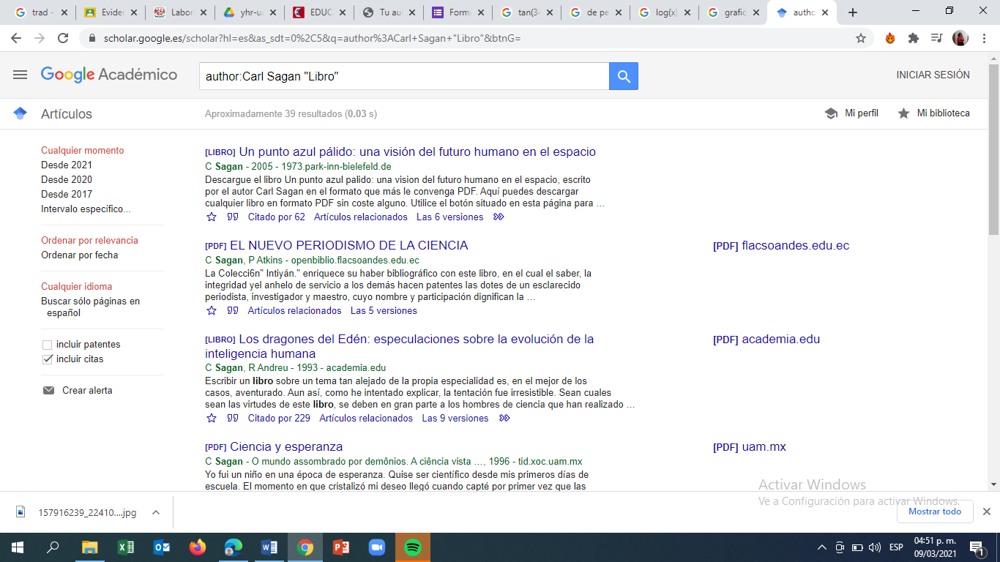 trad -
Eviden
Labor
yhr-u
EDUC
Tu au
Formu
tan(34
de pe
log(x)
grafic
autho
scholar.google.es/scholar?hl=es&as_sdt=0%2C5&q=author%3ACarl+Sagan+"Libro"&btnG=
Google Académico
author:Carl Sagan "Libro"
INICIAR SESIÓN
Artículos
Aproximadamente 39 resultados (0.03 s)
Mi perfil
Mi biblioteca
Cualquier momento
Desde 2021
Desde 2020
Desde 2017
Intervalo específico...
Ordenar por relevancia
Ordenar por fecha
Cualquier idioma
Buscar sólo páginas en
español
incluir patentes
incluir citas
Crear alerta
[LIBRO] Un punto azul pálido: una visión del futuro humano en el espacio
C Sagan - 2005 - 1973.park-inn-bielefeld.de
Descargue el libro Un punto azul palido: una vision del futuro humano en el espacio, escrito
por el autor Carl Sagan en el formato que más le convenga PDF. Aquí puedes descargar
cualquier libro en formato PDF sin coste alguno. Utilice el botón situado en esta página para ...
Citado por 62 Artículos relacionados Las 6 versiones
[PDF] EL NUEVO PERIODISMO DE LA CIENCIA
C Sagan, P Atkins - openbiblio.flacsoandes.edu.ec
La Colecci6n" Intiyán." enriquece su haber bibliográfico con este libro, en el cual el saber, la
integridad yel anhelo de servicio a los demás hacen patentes las dotes de un esclarecido
periodista, investigador y maestro, cuyo nombre y participación dignifican la ...
Artículos relacionados Las 5 versiones
[PDF] flacsoandes.edu.ec
[LIBRO] Los dragones del Edén: especulaciones sobre la evolución de la
inteligencia humana
C Sagan, R Andreu - 1993 - academia.edu
Escribir un libro sobre un tema tan alejado de la propia especialidad es, en el mejor de los
casos, aventurado. Aun así, como he intentado explicar, la tentación fue irresistible. Sean cuales
sean las virtudes de este libro, se deben en gran parte a los hombres de ciencia que han realizado ...
Citado por 229 Artículos relacionados Las 9 versiones
[PDF] academia.edu
[PDF] Ciencia y esperanza
C Sagan - O mundo assombrado por demônios. A ciência vista ..., 1996 - tid.xoc.uam.mx
Yo fui un niño en una época de esperanza. Quise ser científico desde mis primeros días de
escuela. El momento en que cristalizó mi deseo llegó cuando capté por primer vez que las
[PDF] uam.mx
Activar Windows
Ve a Configuración para activar Windows.
157916239_22410....jpg
Mostrar todo
ESP
04:51 p. m.
09/03/2021
1